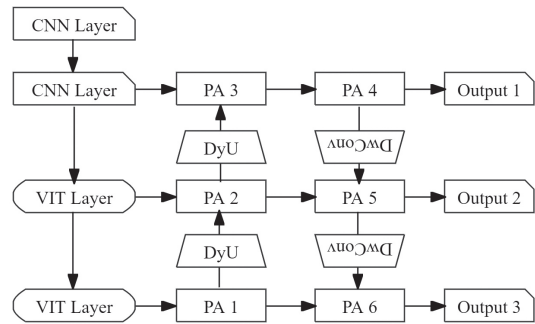 CNN Layer
CNN Layer
PA 3
PA 4
Output 1
DyU
DwConv
VIT Layer
PA 2
PA 5
Output 2
DyU
DwConv
VIT Layer
PA 1
PA 6
Output 3